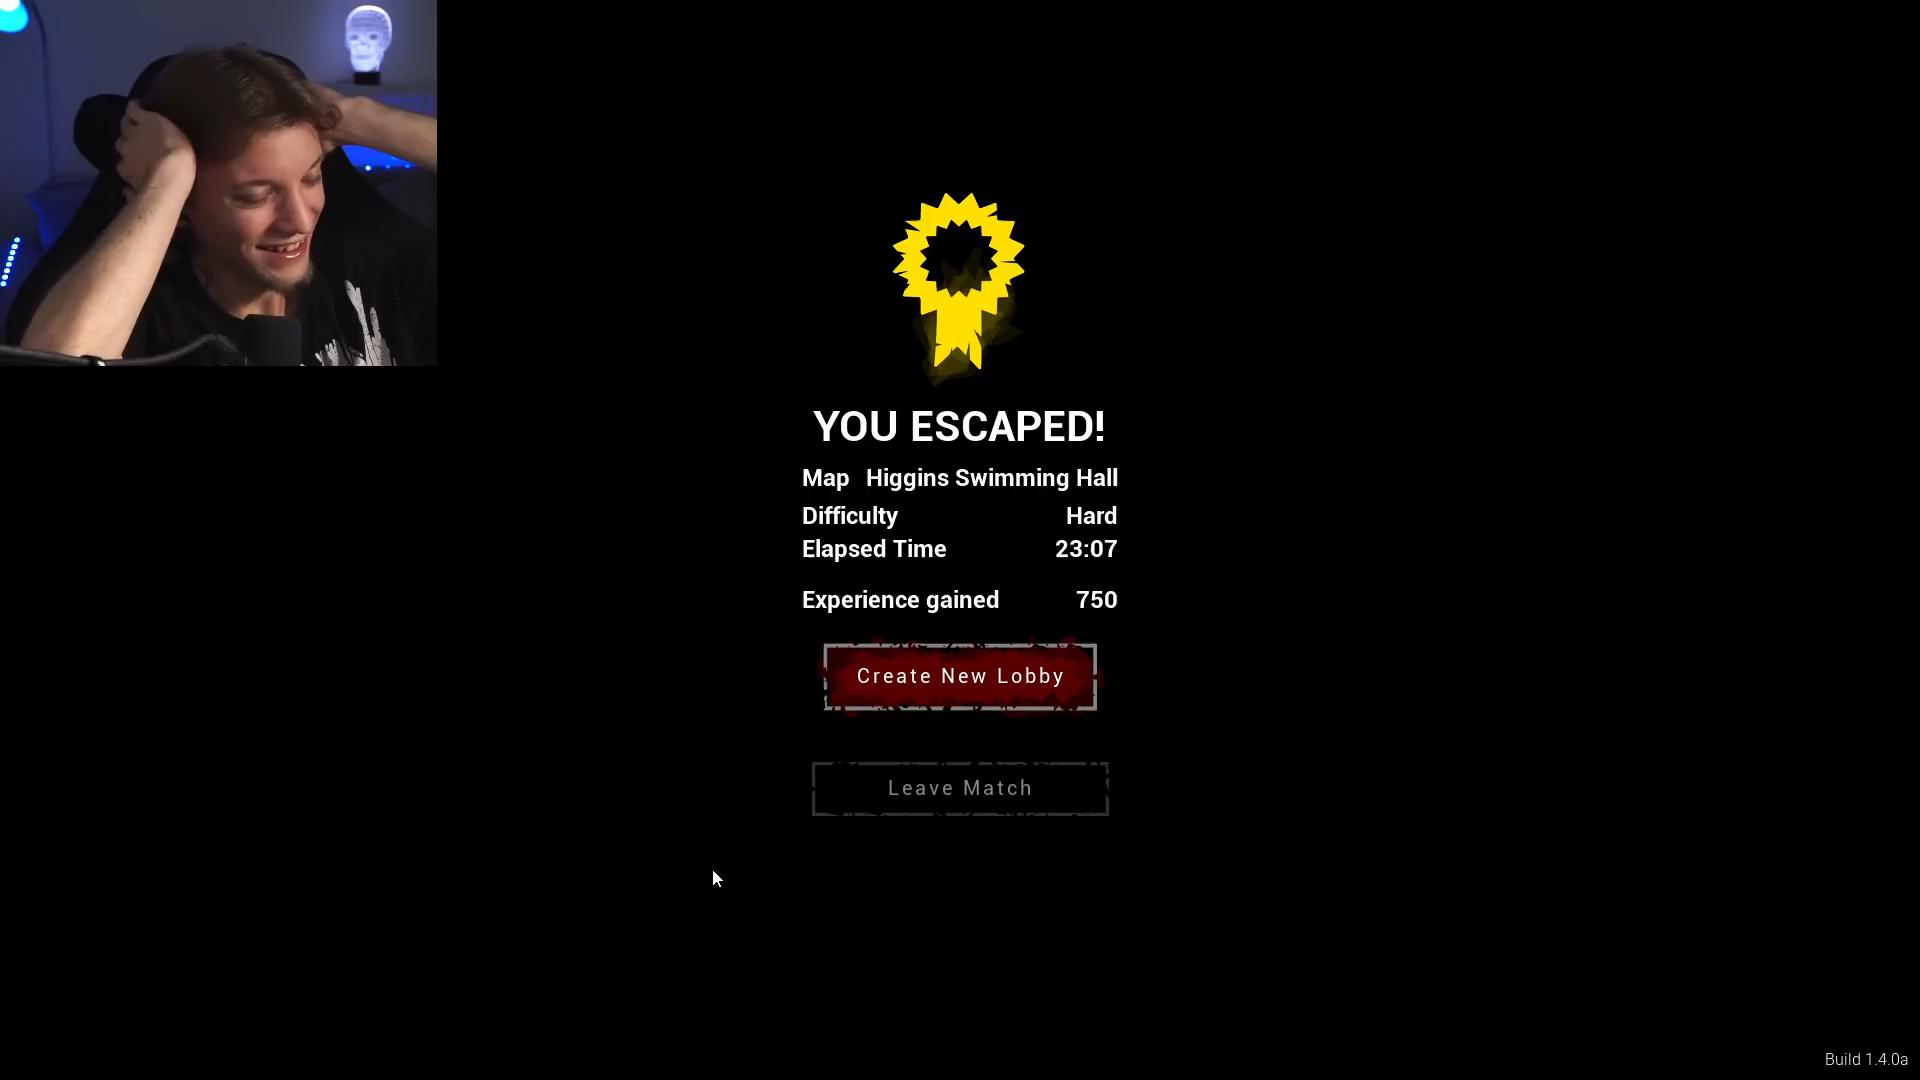 YOU ESCAPED!
Map Higgins Swimming Hall
Difficulty Hard
Elapsed Time 23:07
Experience gained 750
Create New Lobby
Leave Match
Build 1.4.0a